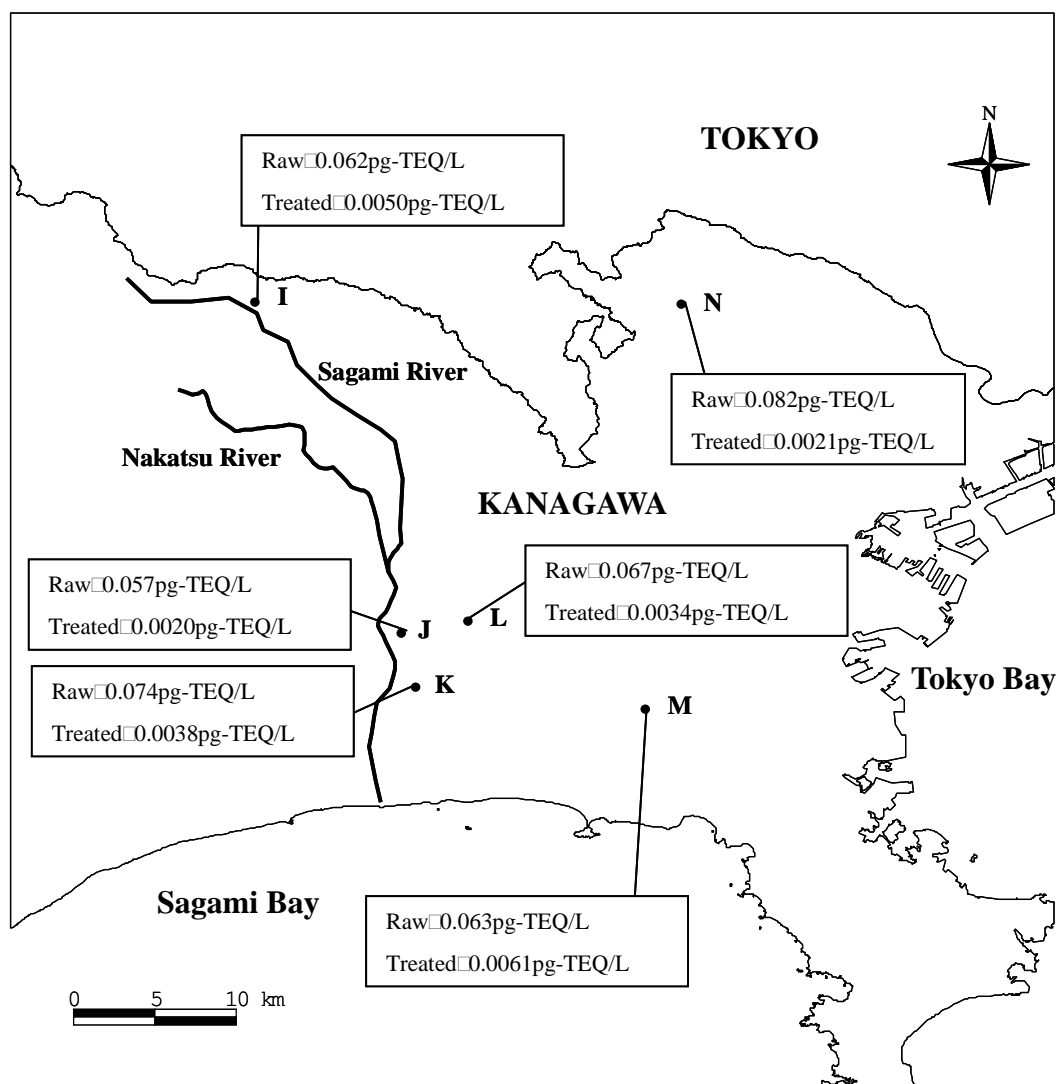 TOKYO
N
Raw□0.062pg-TEQ/L
Treated□0.0050pg-TEQ/L
I
N
Sagami River
Raw□0.082pg-TEQ/L
Treated□0.0021pg-TEQ/L
Nakatsu River
KANAGAWA
Raw□0.057pg-TEQ/L
Treated□0.0020pg-TEQ/L
J
Raw□0.067pg-TEQ/L
Treated□0.0034pg-TEQ/L
L
Raw□0.074pg-TEQ/L
Treated□0.0038pg-TEQ/L
K
M
Tokyo Bay
Sagami Bay
Raw□0.063pg-TEQ/L
Treated□0.0061pg-TEQ/L
0 5 10 km